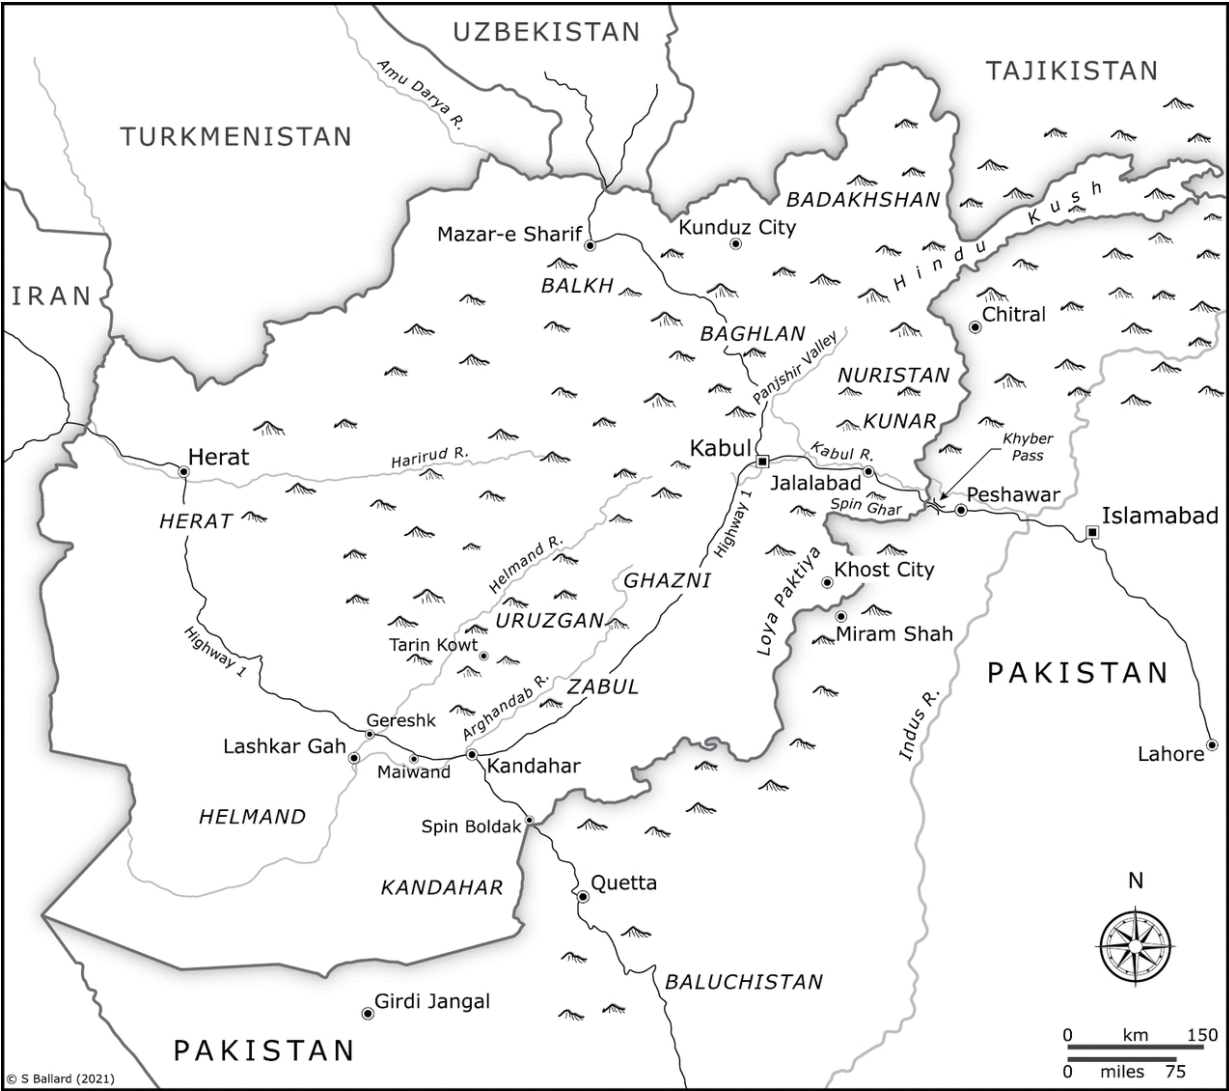 UZBEKISTAN
TAJIKISTAN
Amu Darya R.
TURKMENISTAN
BADAKHSHAN
Hindu Kush
Mazar-e Sharif
Kunduz City
BALKH
IRAN
Chitral
BAGHLAN
Panjshir Valley
NURISTAN
KUNAR
Khyber
Pass
Kabul
Kabul R.
Herat
Harirud R.
Jalalabad
Peshawar
Spin Ghar
Islamabad
HERAT
Highway 1
Helmand R.
Khost City
GHAZNI
Loya Paktiya
URUZGAN
Miram Shah
Tarin Kowt
Highway 1
PAKISTAN
ZABUL
Arghandab R.
Indus R.
Gereshk
Lashkar Gah
Maiwand
Kandahar
Lahore
HELMAND
Spin Boldak
KANDAHAR
Quetta
N
BALUCHISTAN
Girdi Jangal
PAKISTAN
0 km 150
0 miles 75
© S Ballard (2021)